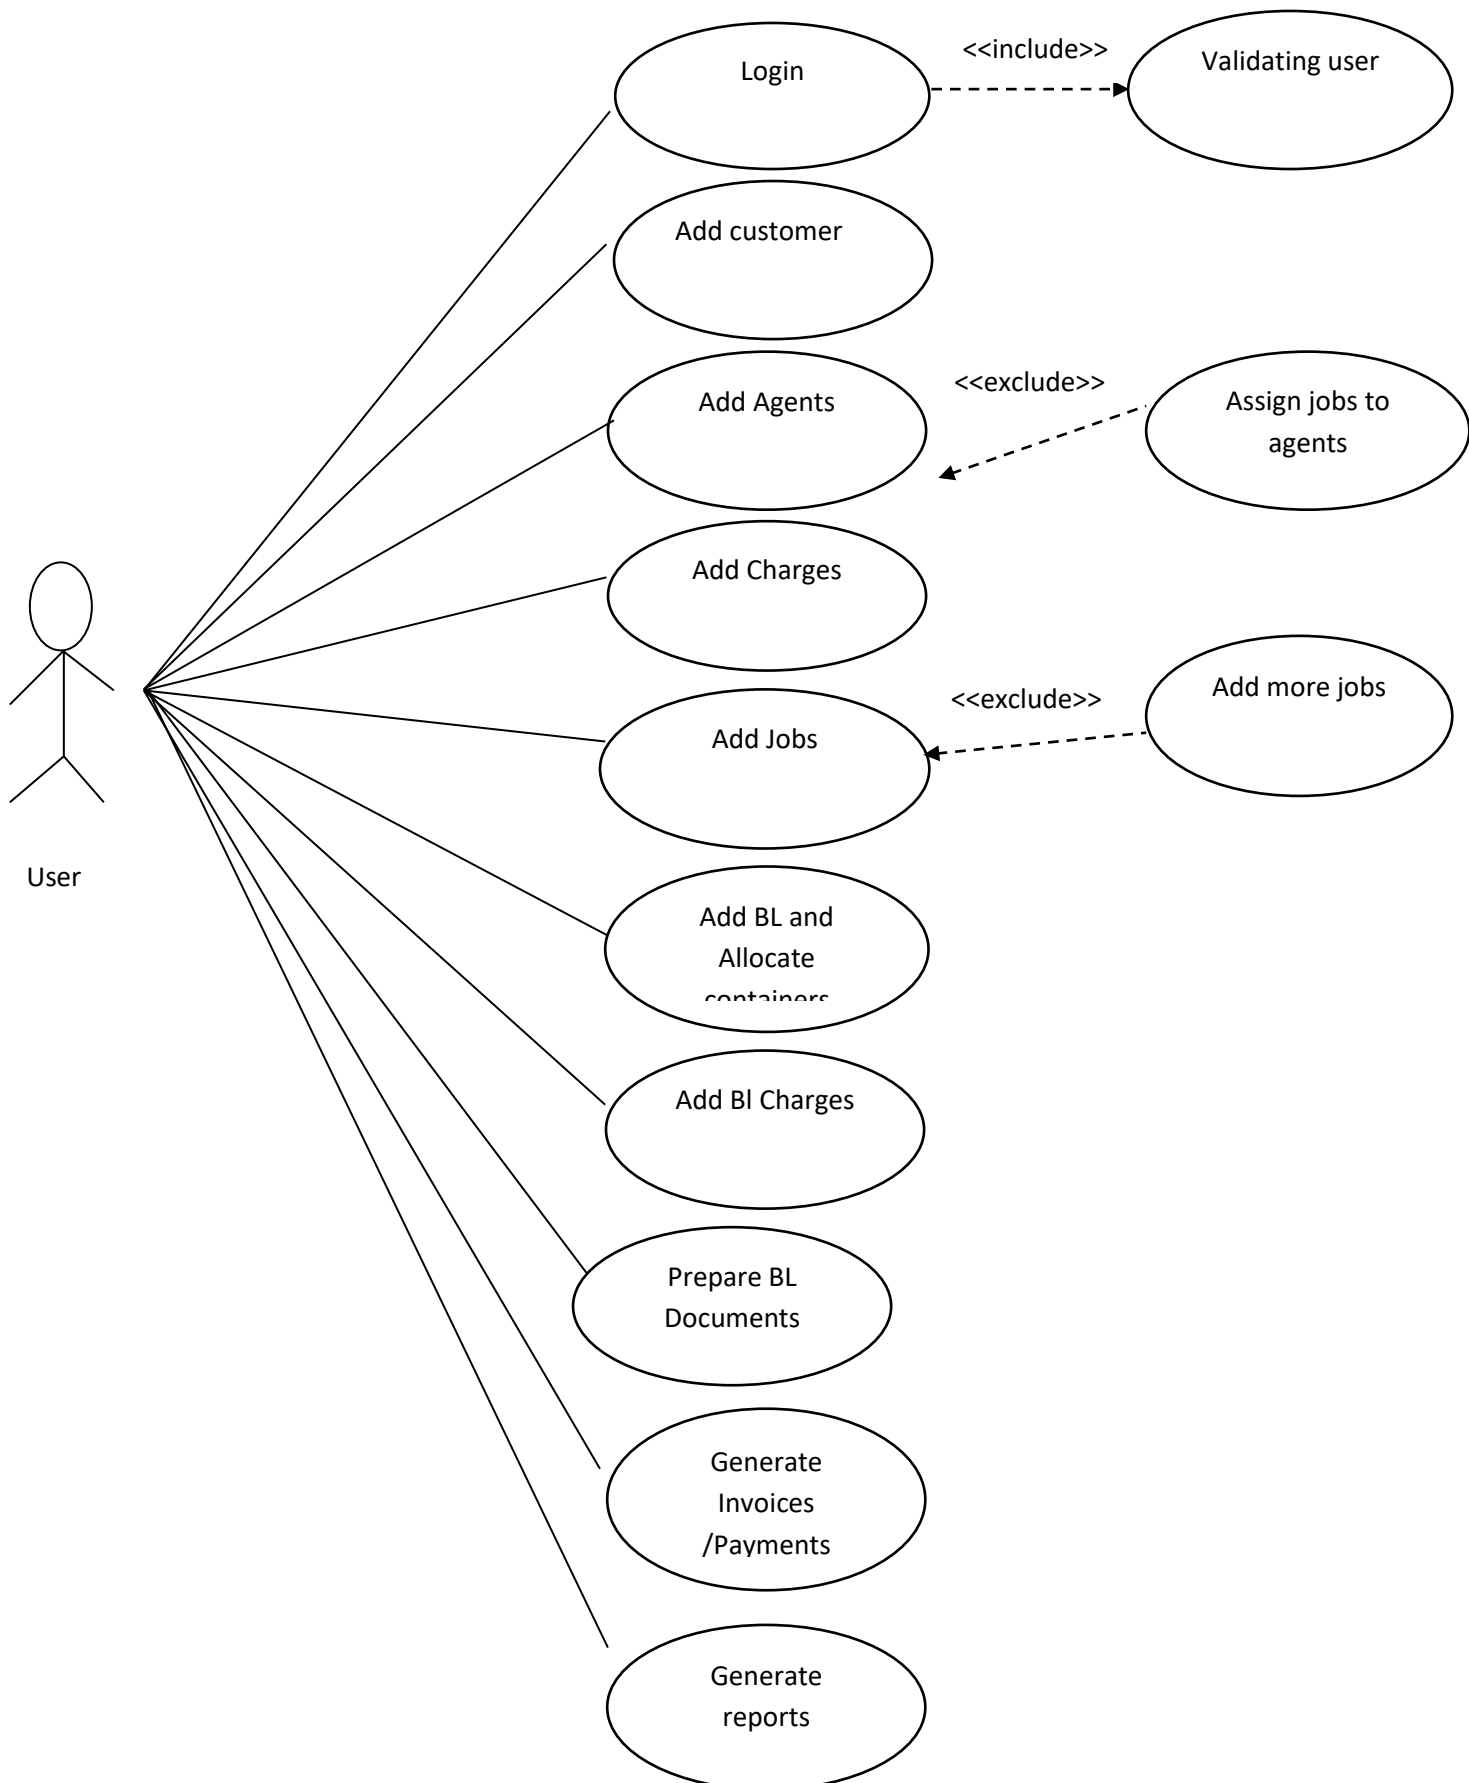 Login
<<include>>
Validating user
Add customer
Add Agents
<<exclude>>
Assign jobs to
agents
Add Charges
Add Jobs
<<exclude>>
Add more jobs
User
Add BL and
Allocate
containers
Add Bl Charges
Prepare BL
Documents
Generate
Invoices
/Payments
Generate
reports